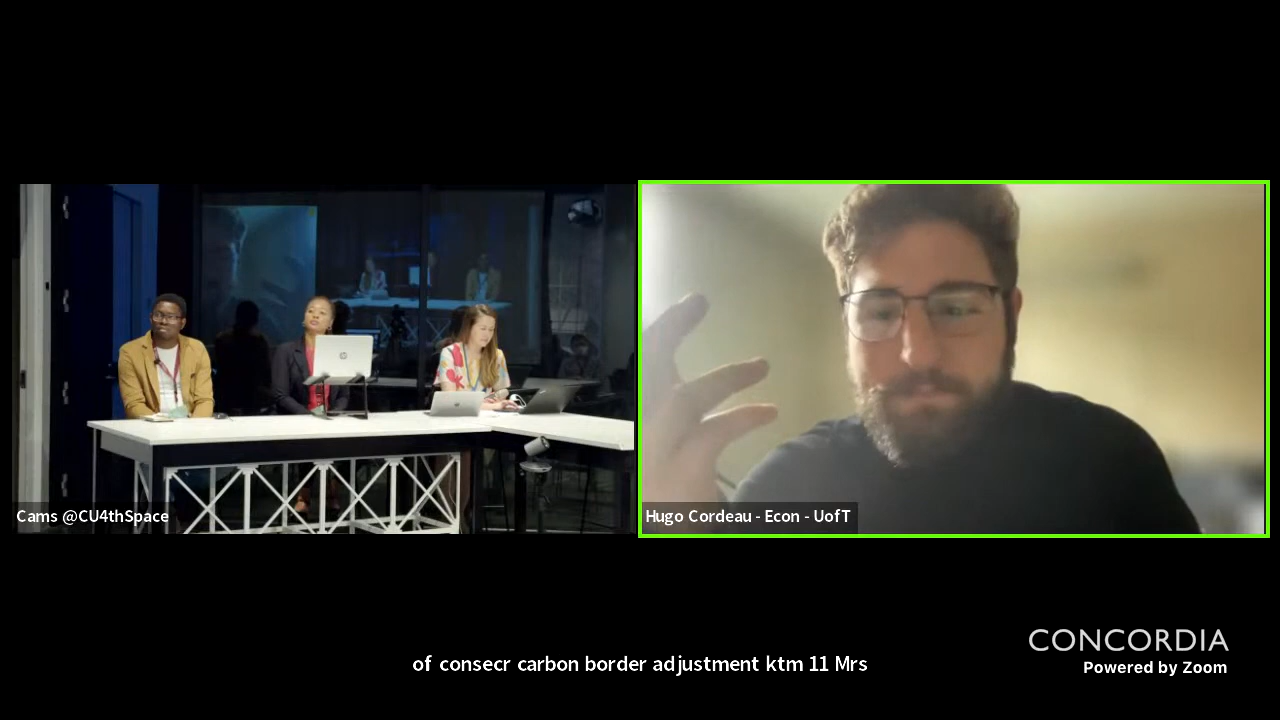 Cams @CU4thSpace
Hugo Cordeau - Econ - UofT
of consecr carbon border adjustment ktm 11 Mrs
CONCORDIA
Powered by Zoom